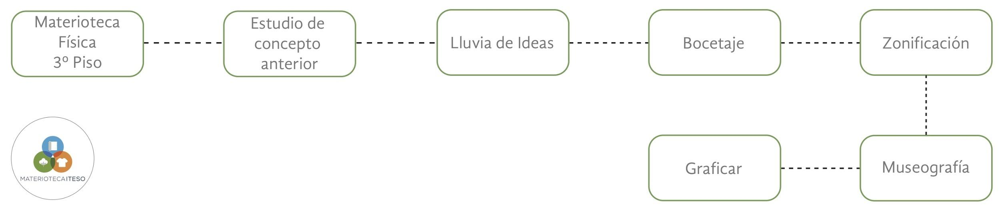 Materioteca
Física
3º Piso
Estudio de
concepto
anterior
Lluvia de Ideas
Bocetaje
Zonificación
Museografía
Graficar
MATERIOTECAITESO